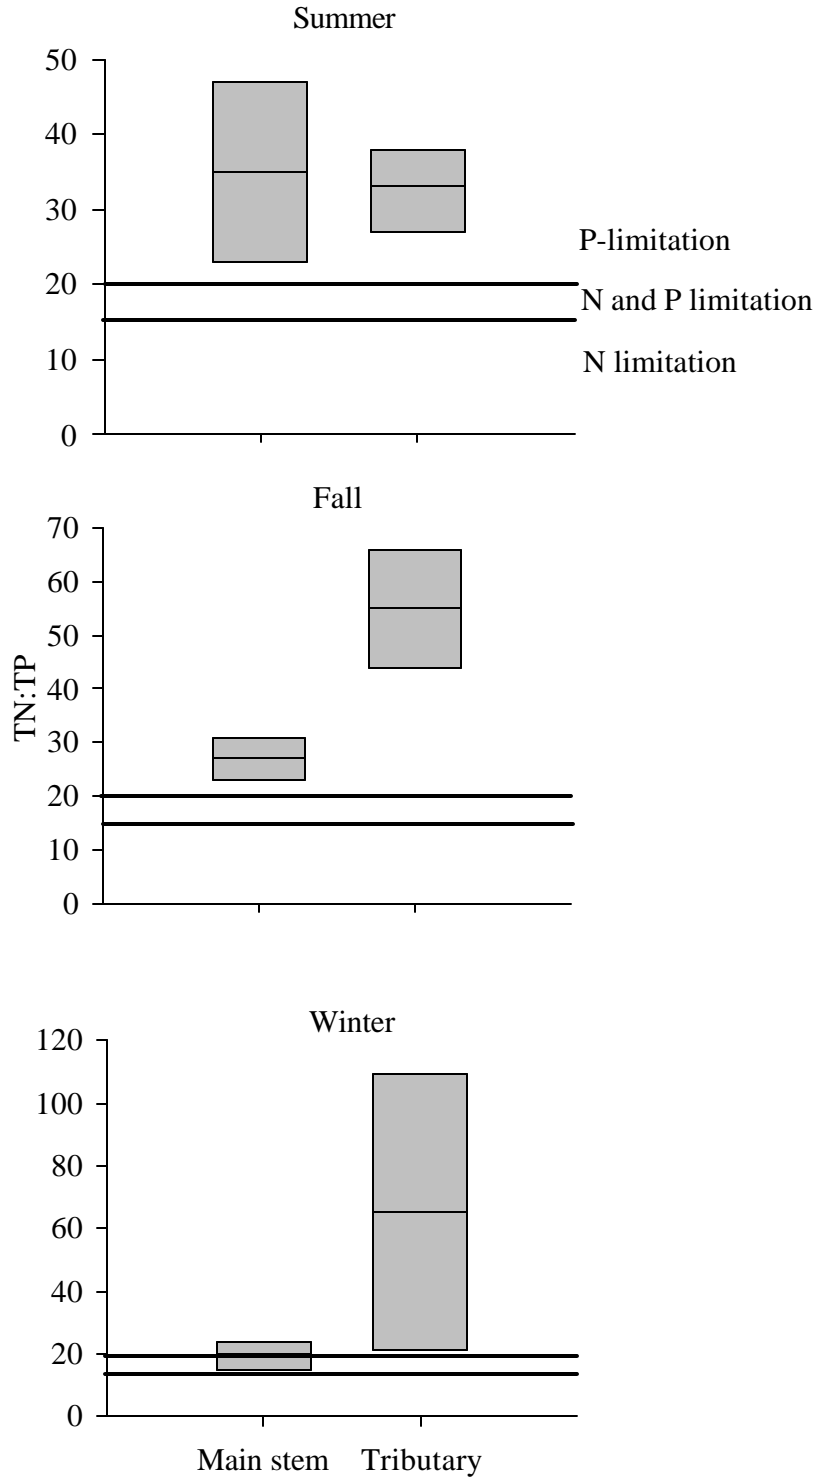 Summer
50
40
30
20
10
0
P-limitation
N and P limitation
N limitation
Fall
TN:TP
70
60
50
40
30
20
10
0
Winter
120
100
80
60
40
20
0
Main stem Tributary